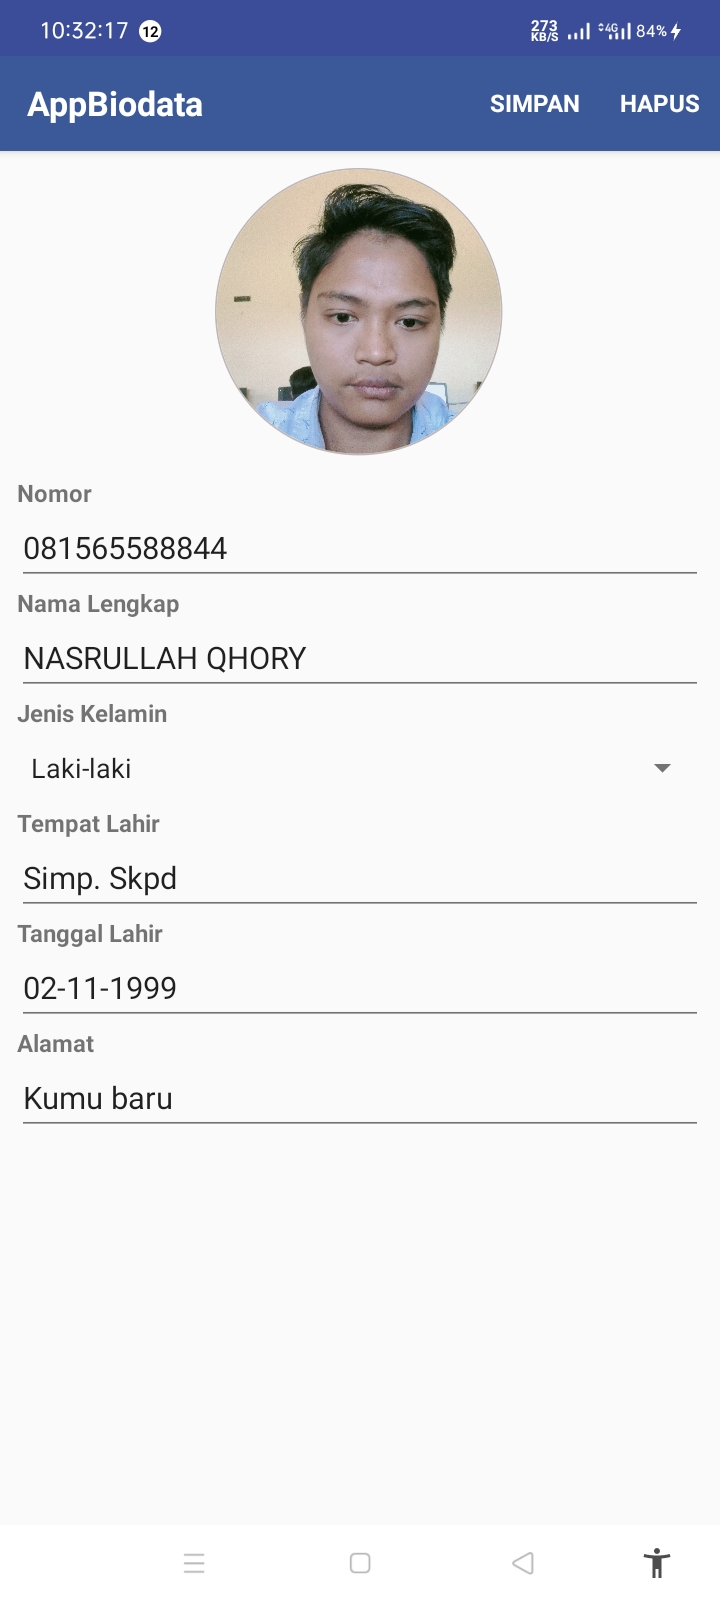 10:32:17 12 273 KB/S 4G 84%
AppBiodata SIMPAN HAPUS
Nomor
081565588844
Nama Lengkap
NASRULLAH QHORY
Jenis Kelamin
Laki-laki
Tempat Lahir
Simp. Skpd
Tanggal Lahir
02-11-1999
Alamat
Kumu baru